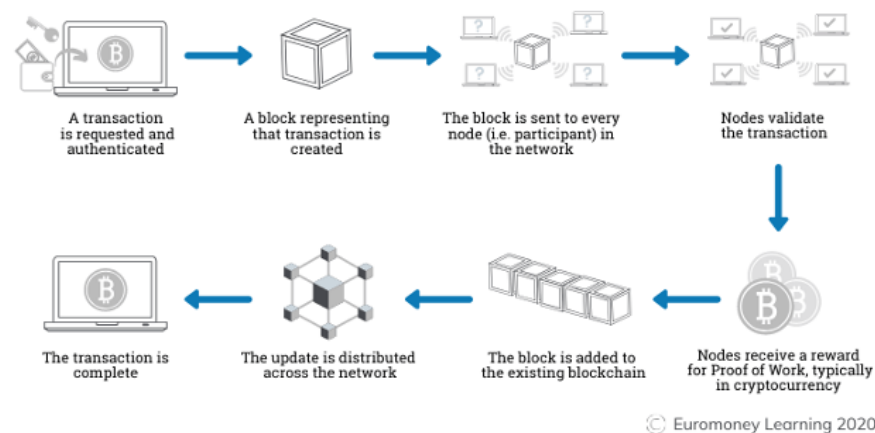 A transaction
is requested and
authenticated
A block representing
that transaction is
created
The block is sent to every
node (i.e. participant) in
the network
Nodes validate
the transaction
The transaction is
complete
The update is distributed
across the network
The block is added to
the existing blockchain
Nodes receive a reward
for Proof of Work, typically
in cryptocurrency
© Euromoney Learning 2020